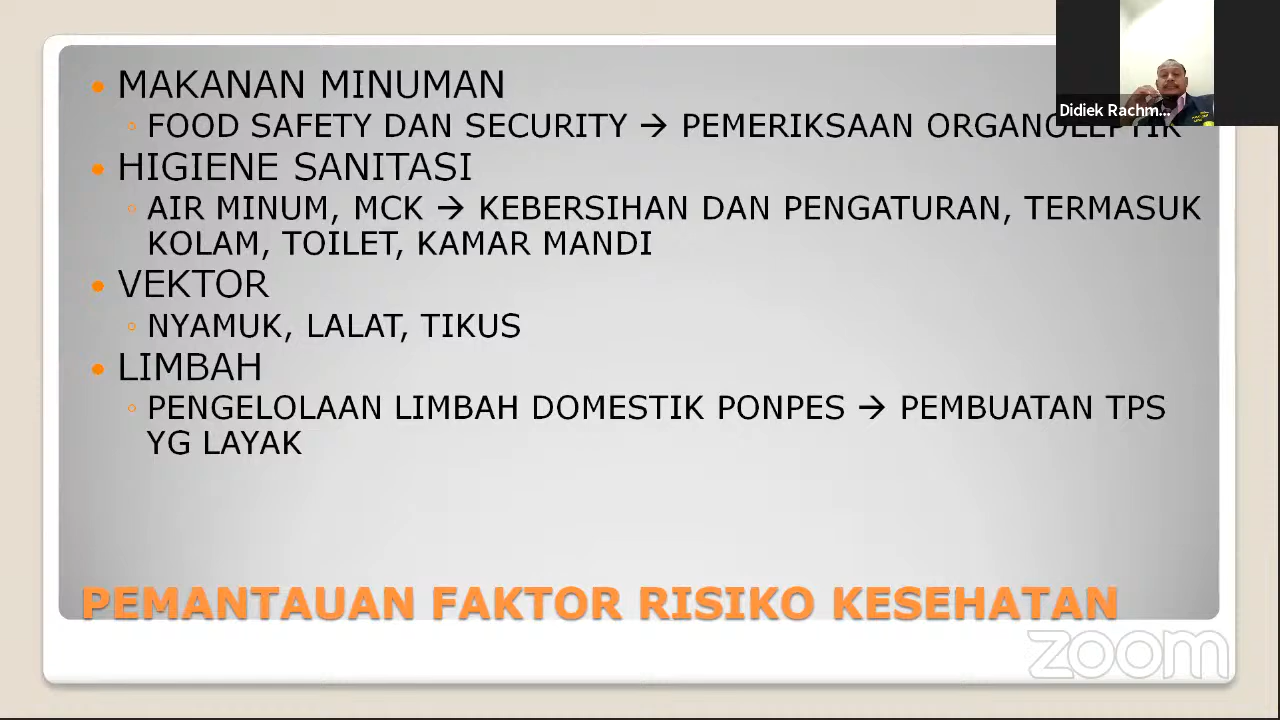 MAKANAN MINUMAN
FOOD SAFETY DAN SECURITY → PEMERIKSAAN ORGANOLEPTIK
HIGIENE SANITASI
AIR MINUM, MCK → KEBERSIHAN DAN PENGATURAN, TERMASUK
KOLAM, TOILET, KAMAR MANDI
VEKTOR
NYAMUK, LALAT, TIKUS
LIMBAH
PENGELOLAAN LIMBAH DOMESTIK PONPES → PEMBUATAN TPS
YG LAYAK
PEMANTAUAN FAKTOR RISIKO KESEHATAN
Didiek Rachm...
zoom